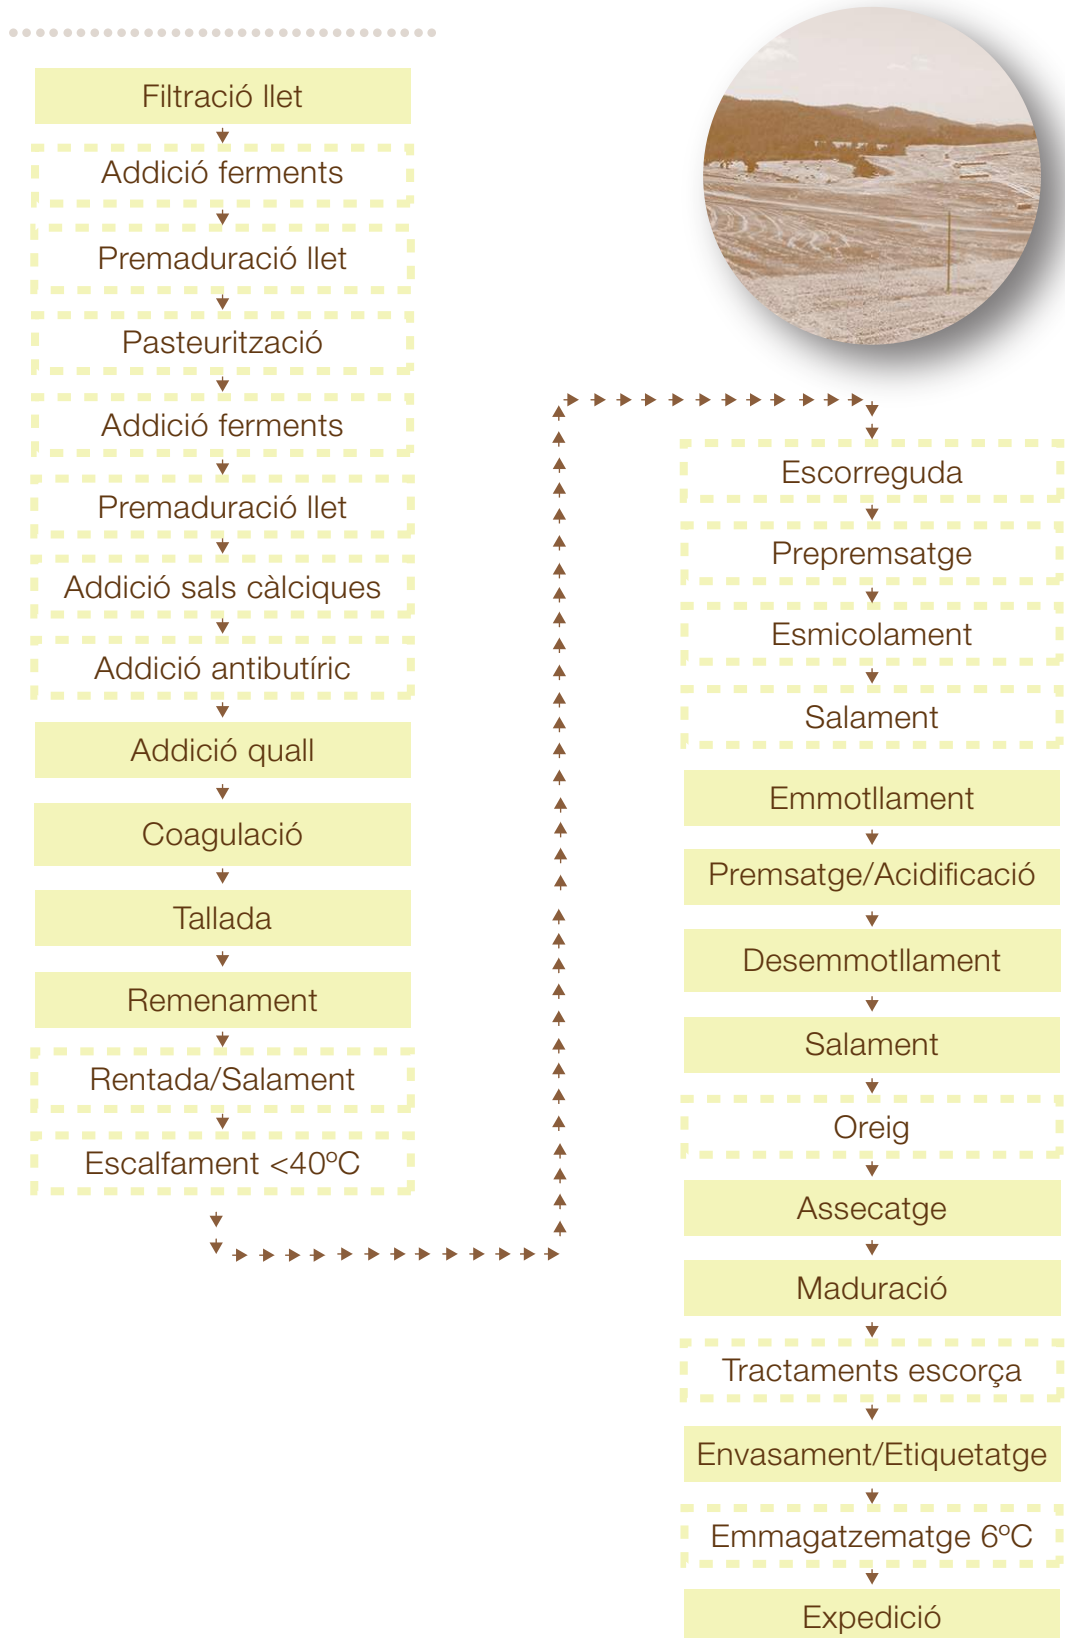 Filtració llet
Addició ferments
Premaduració llet
Pasteurització
Addició ferments
Premaduració llet
Addició sals càlciques
Addició antibutíric
Addició quall
Coagulació
Tallada
Remenament
Rentada/Salament
Escalfament <40ºC
Escorreguda
Prepremsatge
Esmicolament
Salament
Emmotllament
Premsatge/Acidificació
Desemmotllament
Salament
Oreig
Assecatge
Maduració
Tractaments escorça
Envasament/Etiquetatge
Emmagatzematge 6ºC
Expedició